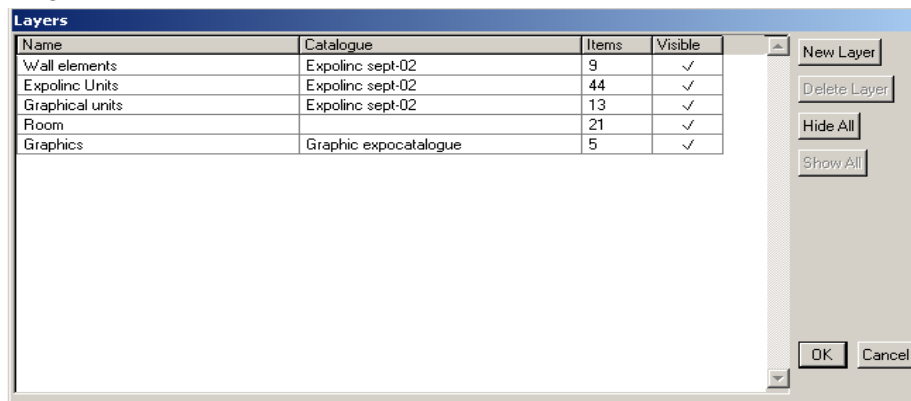 Layers
Name Catalogue Items Visible
Wall elements Expolinc sept-02 9 ✓
Expolinc Units Expolinc sept-02 44 ✓
Graphical units Expolinc sept-02 13 ✓
Room 21 ✓
Graphics Graphic expocatalogue 5 ✓
New Layer
Delete Layer
Hide All
Show All
OK Cancel